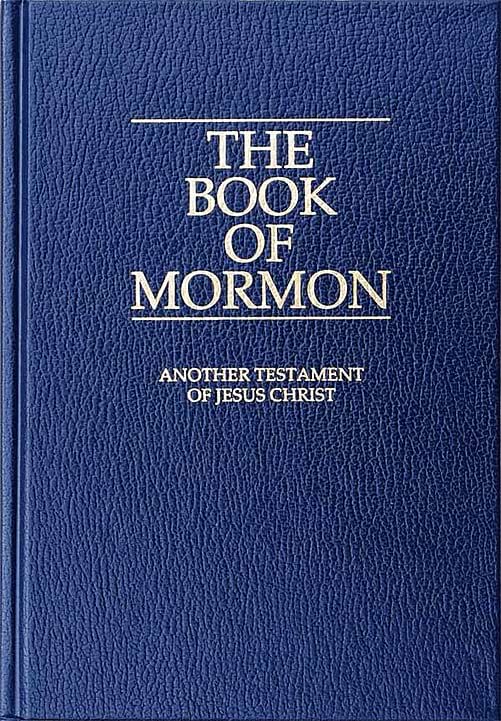 THE
BOOK
OF
MORMON
ANOTHER TESTAMENT
OF JESUS CHRIST